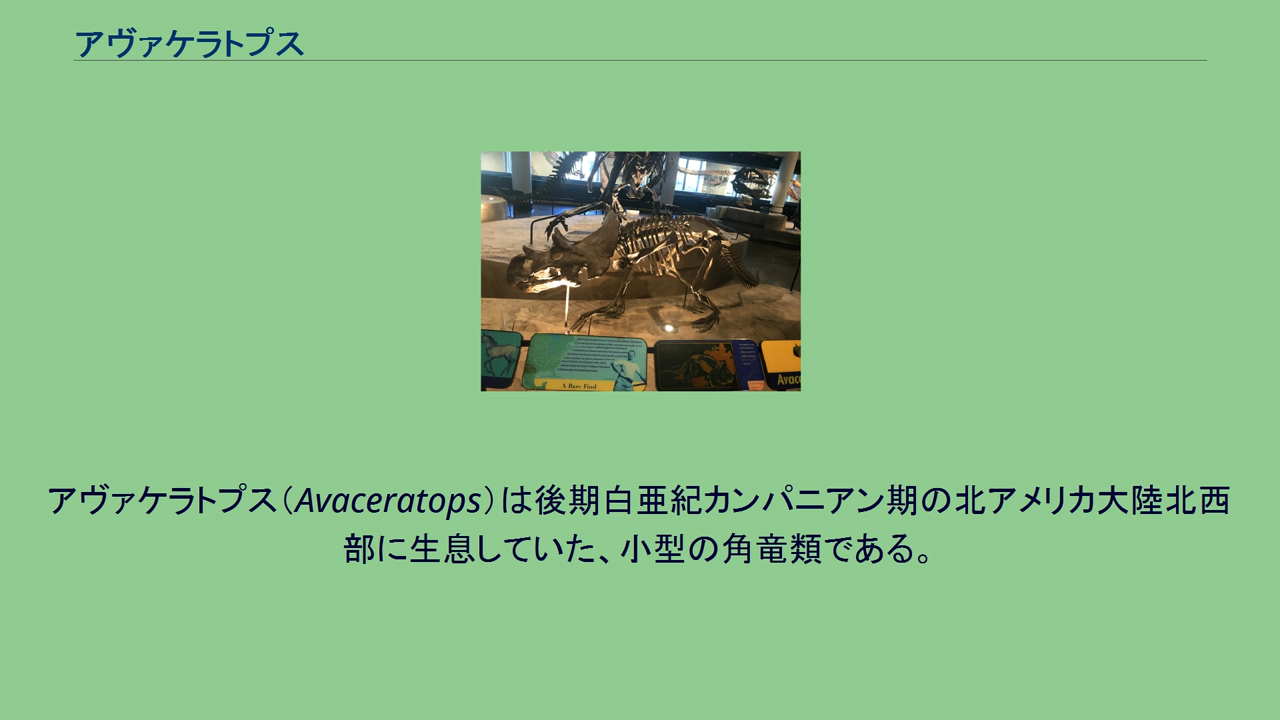 アヴァケラトプス
A Rare Find
アヴァケラトプス（Avaceratops）は後期白亜紀カンパニアン期の北アメリカ大陸北西
部に生息していた、小型の角竜類である。